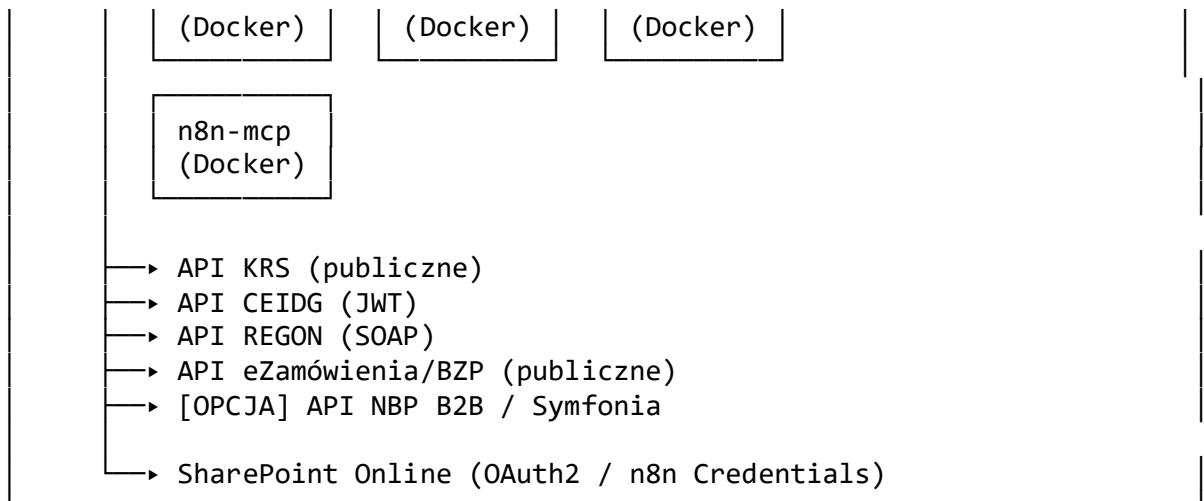 (Docker) (Docker) (Docker)
n8n-mcp
(Docker)
API KRS (publiczne)
API CEIDG (JWT)
API REGON (SOAP)
API eZamówienia/BZP (publiczne)
[OPCJA] API NBP B2B / Symfonia
SharePoint Online (OAuth2 / n8n Credentials)